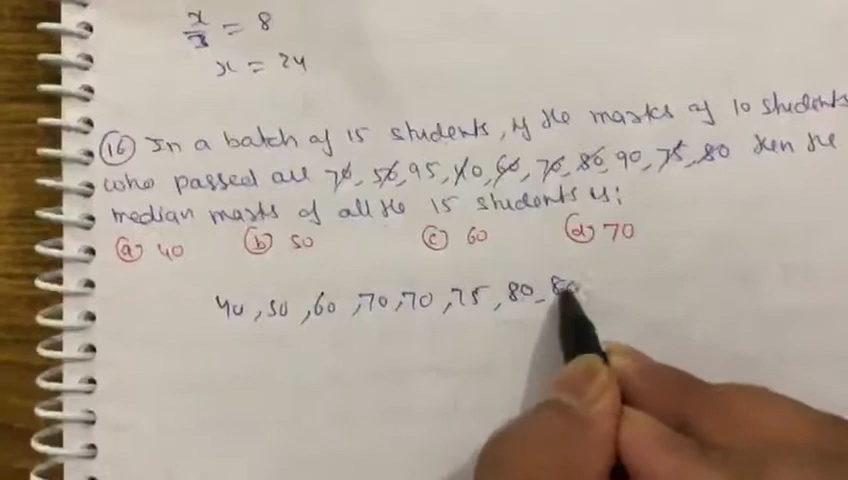 x/3 = 8
x = 24
(16) In a batch of 15 students, if the marks of 10 students
who passed are 70, 50, 95, 40, 60, 70, 80, 90, 75, 80 then the
median marks of all the 15 students is:
(a) 40 (b) 50 (c) 60 (d) 70
40, 50, 60, 70, 70, 75, 80, 80